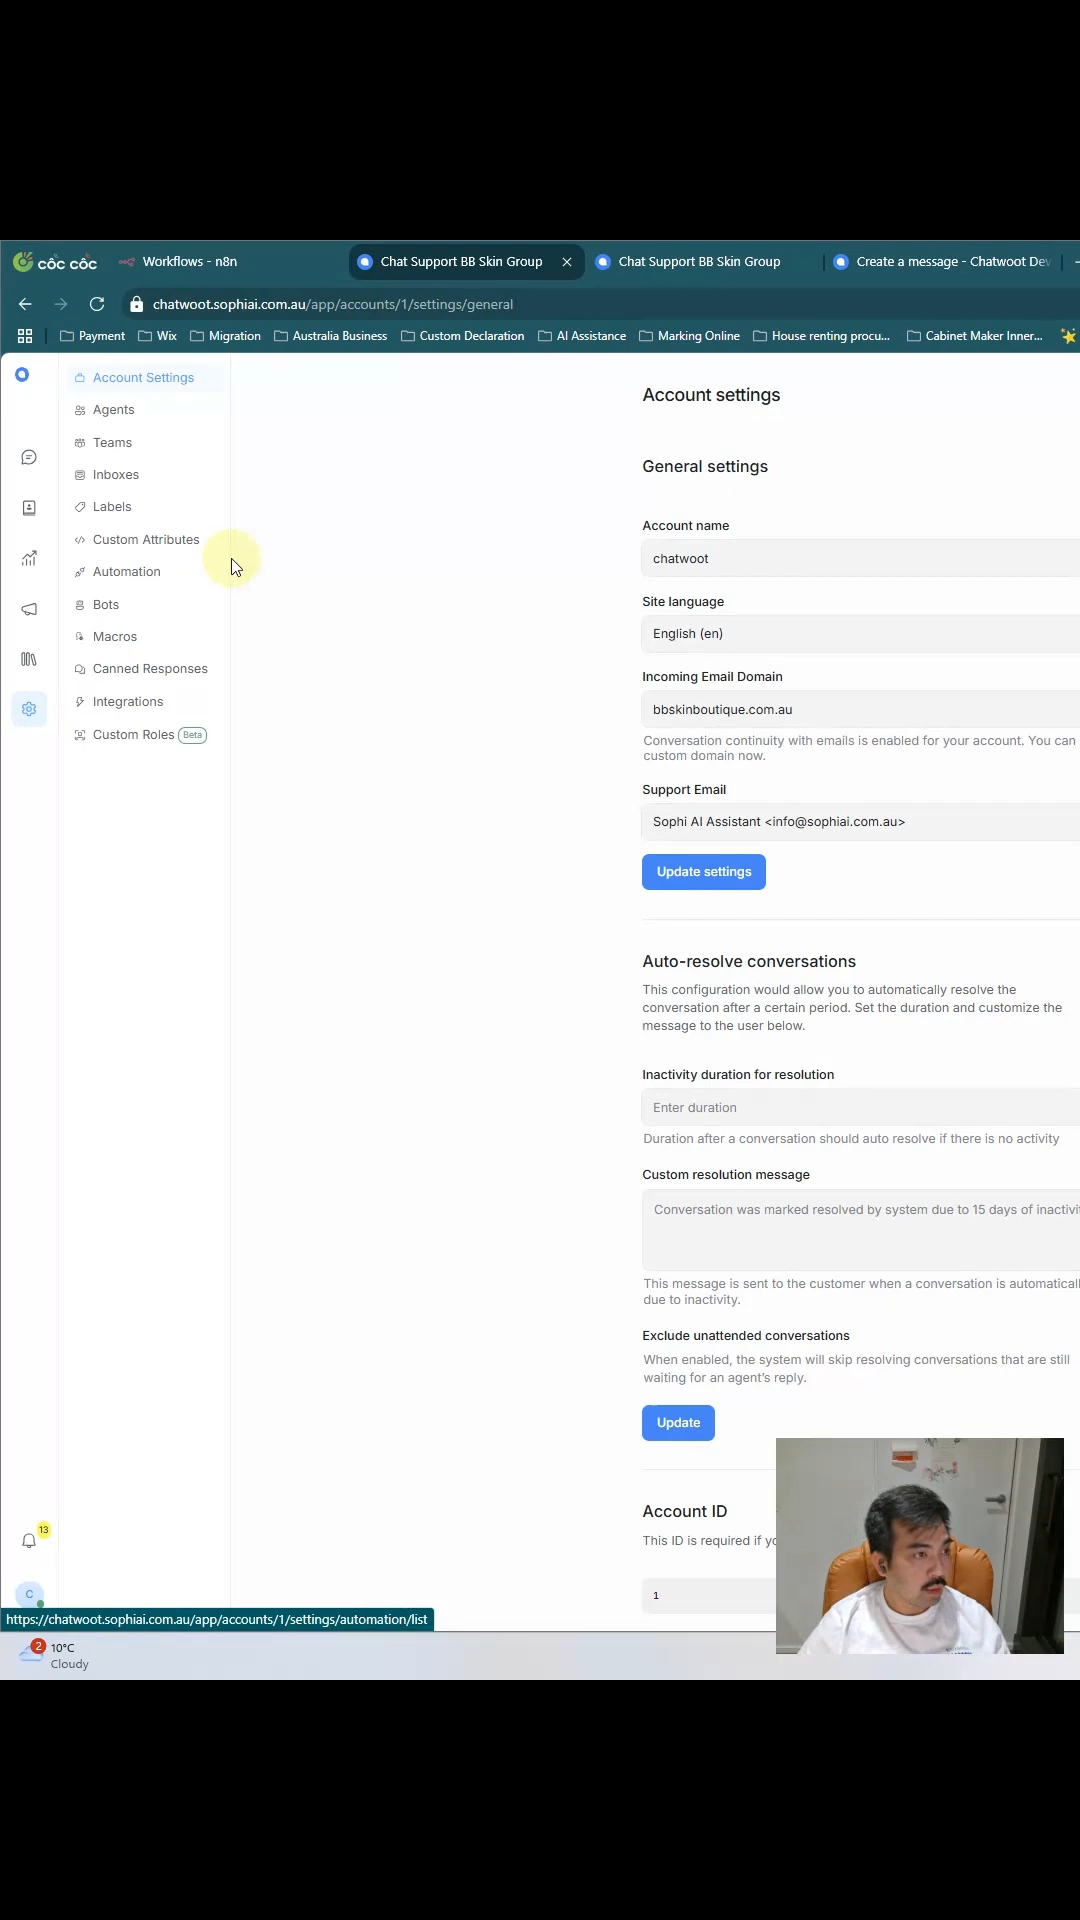 cốc cốc
Workflows - n8n
Chat Support BB Skin Group
Chat Support BB Skin Group
Create a message - Chatwoot Dev
chatwoot.sophiai.com.au/app/accounts/1/settings/general
Payment
Wix
Migration
Australia Business
Custom Declaration
AI Assistance
Marking Online
House renting procu...
Cabinet Maker Inner...
Account Settings
Agents
Teams
Inboxes
Labels
Custom Attributes
Automation
Bots
Macros
Canned Responses
Integrations
Custom Roles Beta
Account settings
General settings
Account name
chatwoot
Site language
English (en)
Incoming Email Domain
bbskinboutique.com.au
Conversation continuity with emails is enabled for your account. You can
custom domain now.
Support Email
Sophi AI Assistant <info@sophiai.com.au>
Update settings
Auto-resolve conversations
This configuration would allow you to automatically resolve the
conversation after a certain period. Set the duration and customize the
message to the user below.
Inactivity duration for resolution
Enter duration
Duration after a conversation should auto resolve if there is no activity
Custom resolution message
Conversation was marked resolved by system due to 15 days of inactivi
This message is sent to the customer when a conversation is automatical
due to inactivity.
Exclude unattended conversations
When enabled, the system will skip resolving conversations that are still
waiting for an agent's reply.
Update
Account ID
This ID is required if yo
1
13
C
https://chatwoot.sophiai.com.au/app/accounts/1/settings/automation/list
2
10°C
Cloudy